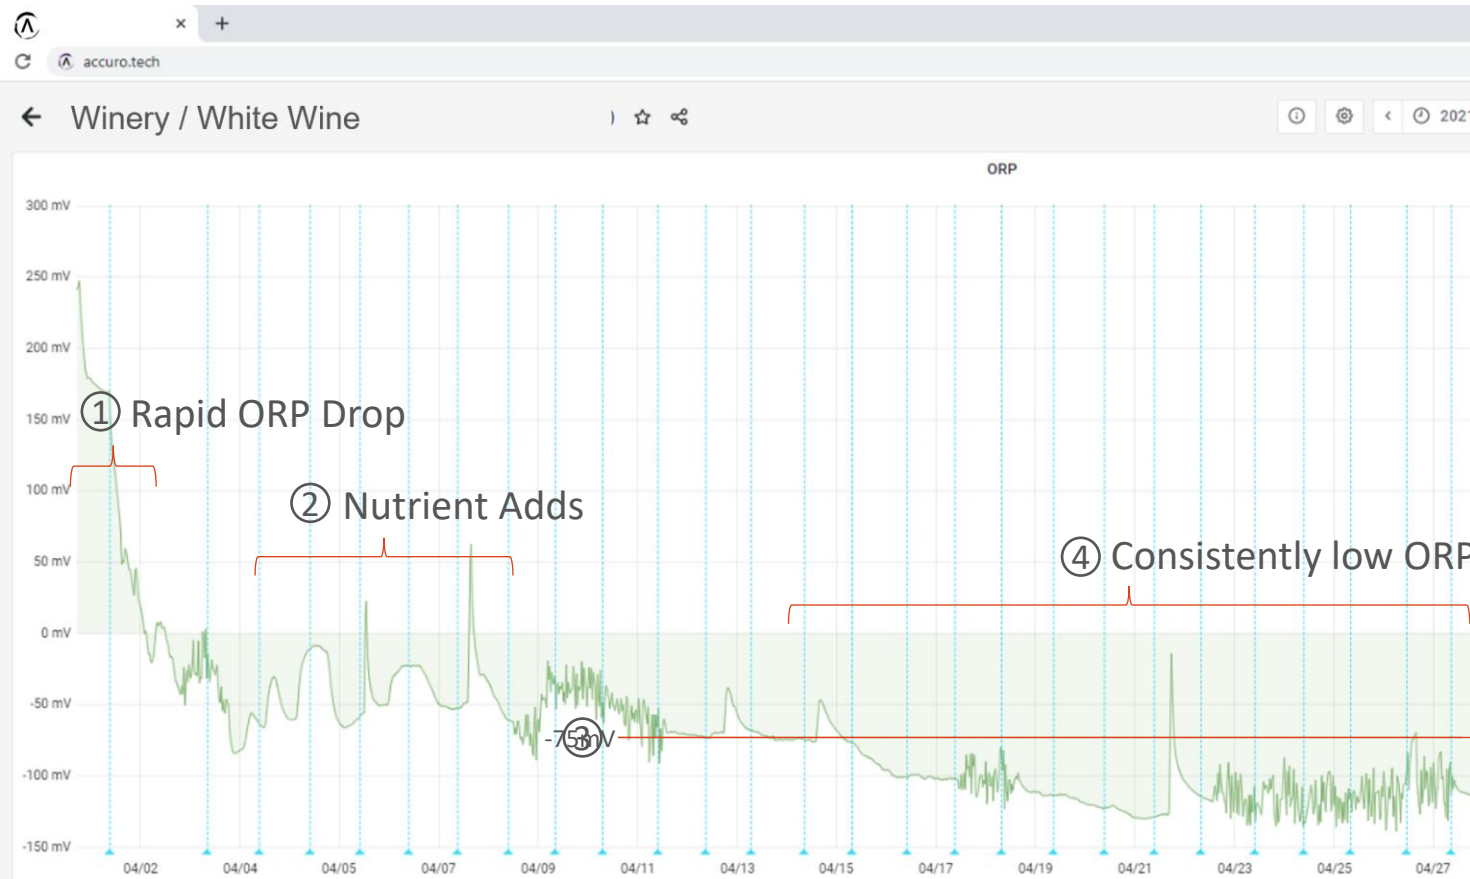 accuro.tech
Winery / White Wine
2021
ORP
300 mV
250 mV
200 mV
150 mV
100 mV
50 mV
0 mV
-50 mV
-100 mV
-150 mV
① Rapid ORP Drop
② Nutrient Adds
-75mV
③
④ Consistently low ORP
04/02 04/04 04/05 04/07 04/09 04/11 04/13 04/15 04/17 04/19 04/21 04/23 04/25 04/27